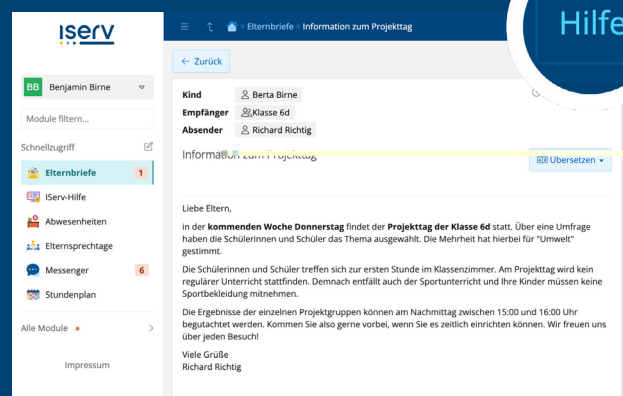 IServ
BB Benjamin Birne
Module filtern...
Schnellzugriff
Elternbriefe 1
IServ-Hilfe
Abwesenheiten
Elternsprechtage
Messenger 6
Stundenplan
Alle Module
Impressum
» Elternbriefe » Information zum Projekttag
Hilfe
← Zurück
Kind Berta Birne
Empfänger Klasse 6d
Absender Richard Richtig
Information zum Projekttag
Übersetzen
Liebe Eltern,
in der kommenden Woche Donnerstag findet der Projekttag der Klasse 6d statt. Über eine Umfrage
haben die Schülerinnen und Schüler das Thema ausgewählt. Die Mehrheit hat hierbei für "Umwelt"
gestimmt.
Die Schülerinnen und Schüler treffen sich zur ersten Stunde im Klassenzimmer. Am Projekttag wird kein
regulärer Unterricht stattfinden. Demnach entfällt auch der Sportunterricht und Ihre Kinder müssen keine
Sportbekleidung mitnehmen.
Die Ergebnisse der einzelnen Projektgruppen können am Nachmittag zwischen 15:00 und 16:00 Uhr
begutachtet werden. Kommen Sie also gerne vorbei, wenn Sie es zeitlich einrichten können. Wir freuen uns
über jeden Besuch!
Viele Grüße
Richard Richtig